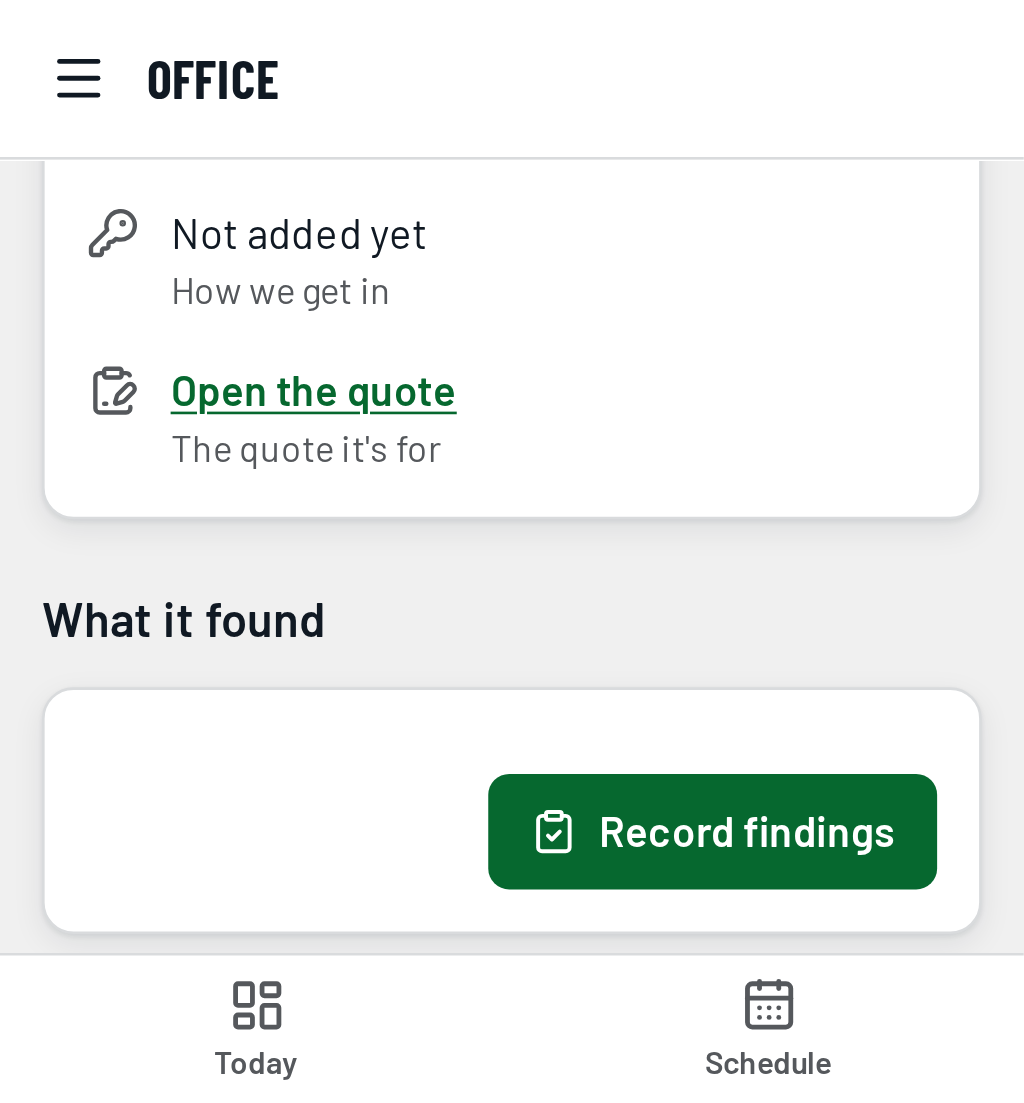 OFFICE
Not added yet
How we get in
Open the quote
The quote it's for
What it found
Record findings
Today
Schedule